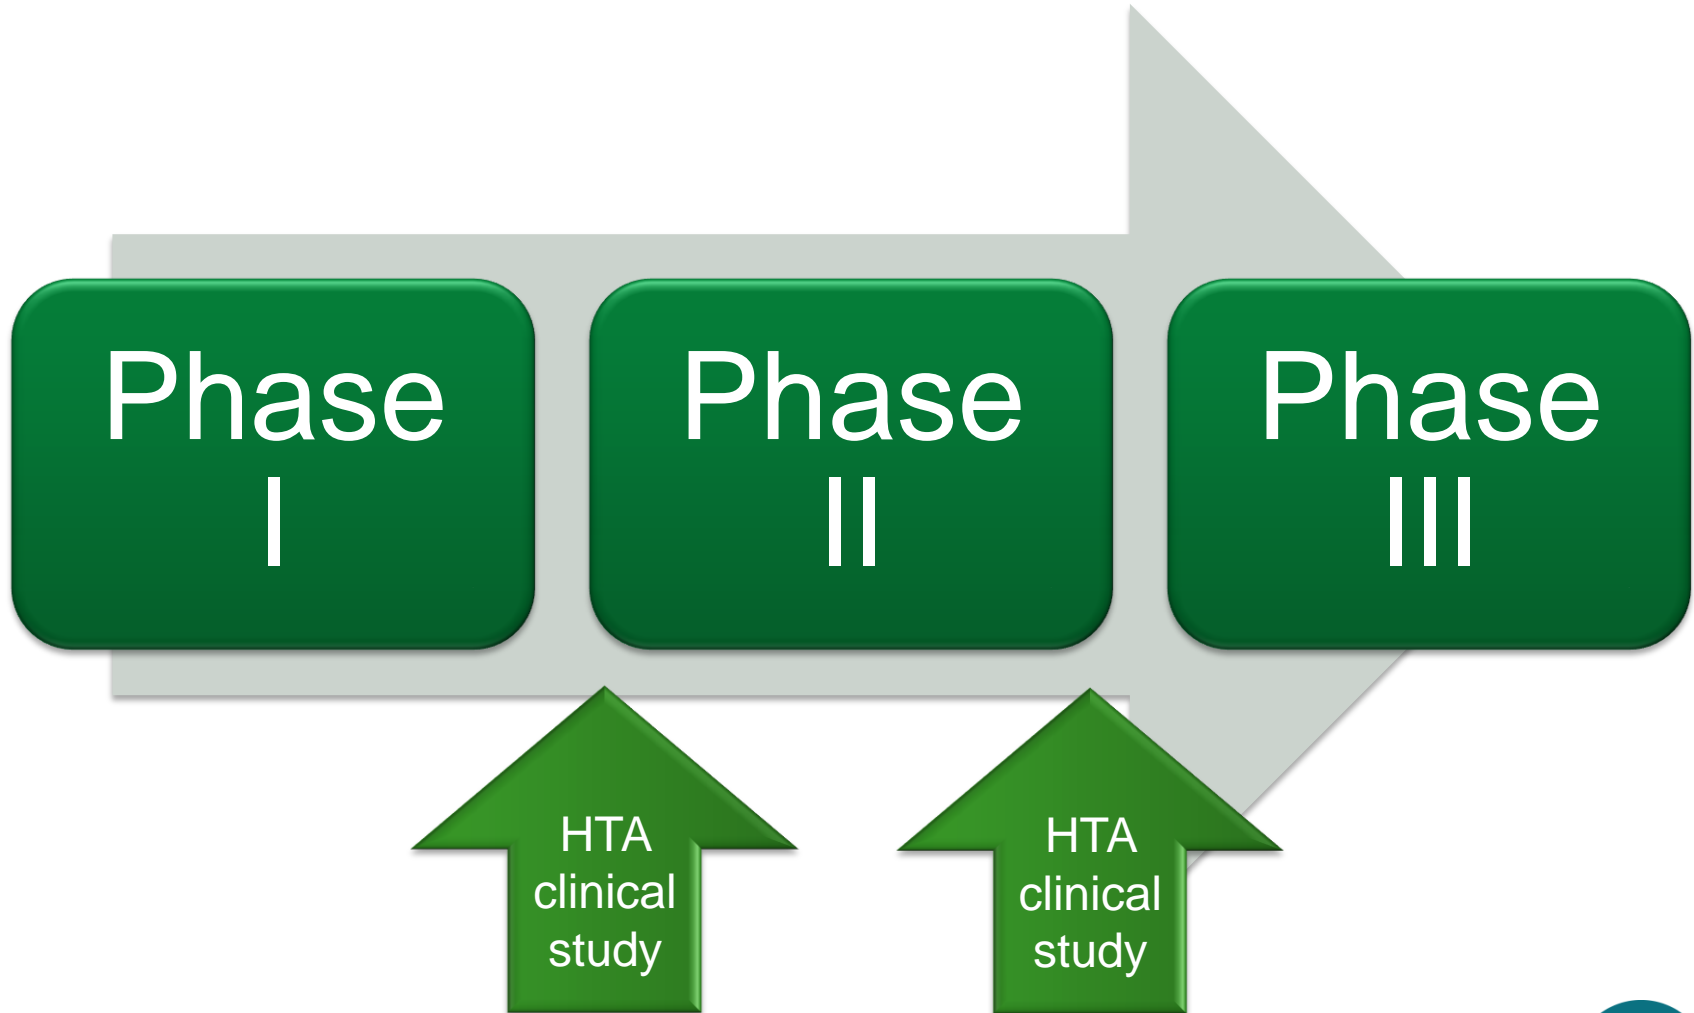 Phase
I
Phase
II
Phase
III
HTA
clinical
study
HTA
clinical
study